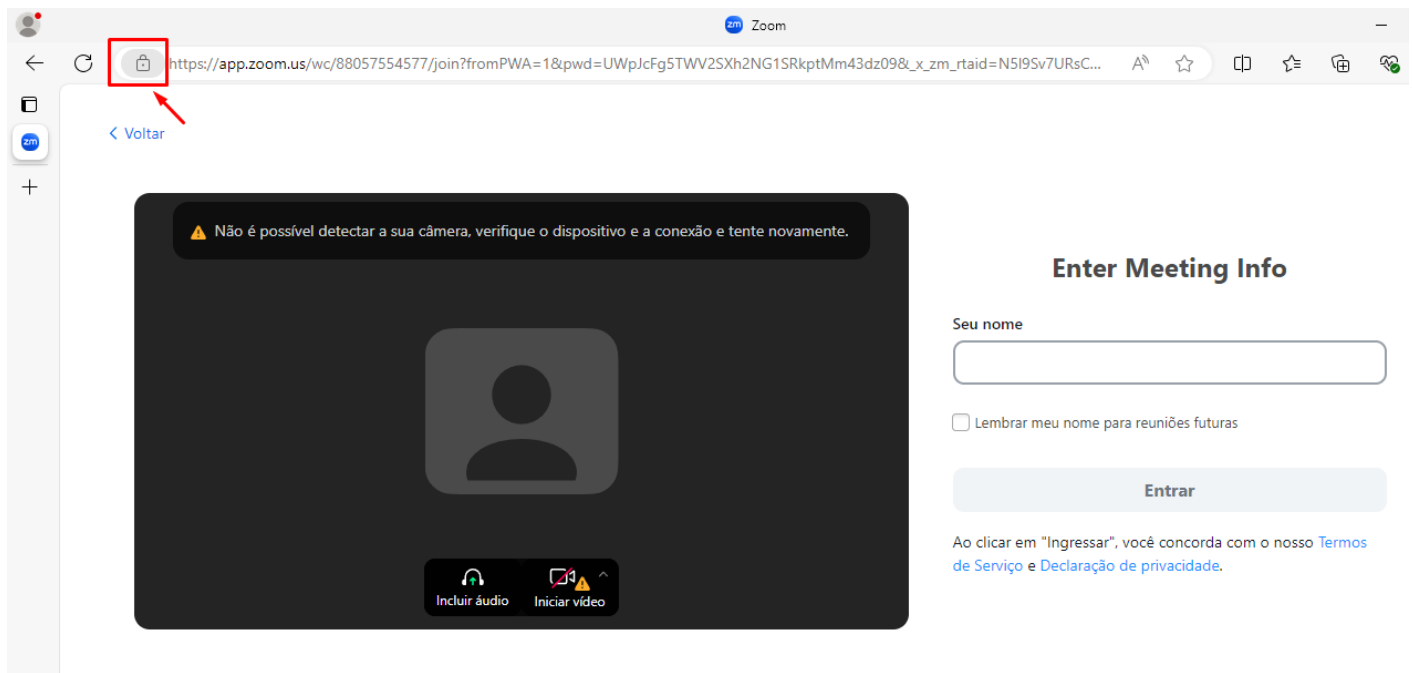 zm Zoom
https://app.zoom.us/wc/88057554577/join?fromPWA=1&pwd=UWpJcFg5TWV2SXh2NG1SRkptMm43dz09&_x_zm_rtaid=N5I9Sv7URsC...
zm
Voltar
Não é possível detectar a sua câmera, verifique o dispositivo e a conexão e tente novamente.
Incluir áudio
Iniciar vídeo
Enter Meeting Info
Seu nome
Lembrar meu nome para reuniões futuras
Entrar
Ao clicar em "Ingressar", você concorda com o nosso Termos
de Serviço e Declaração de privacidade.